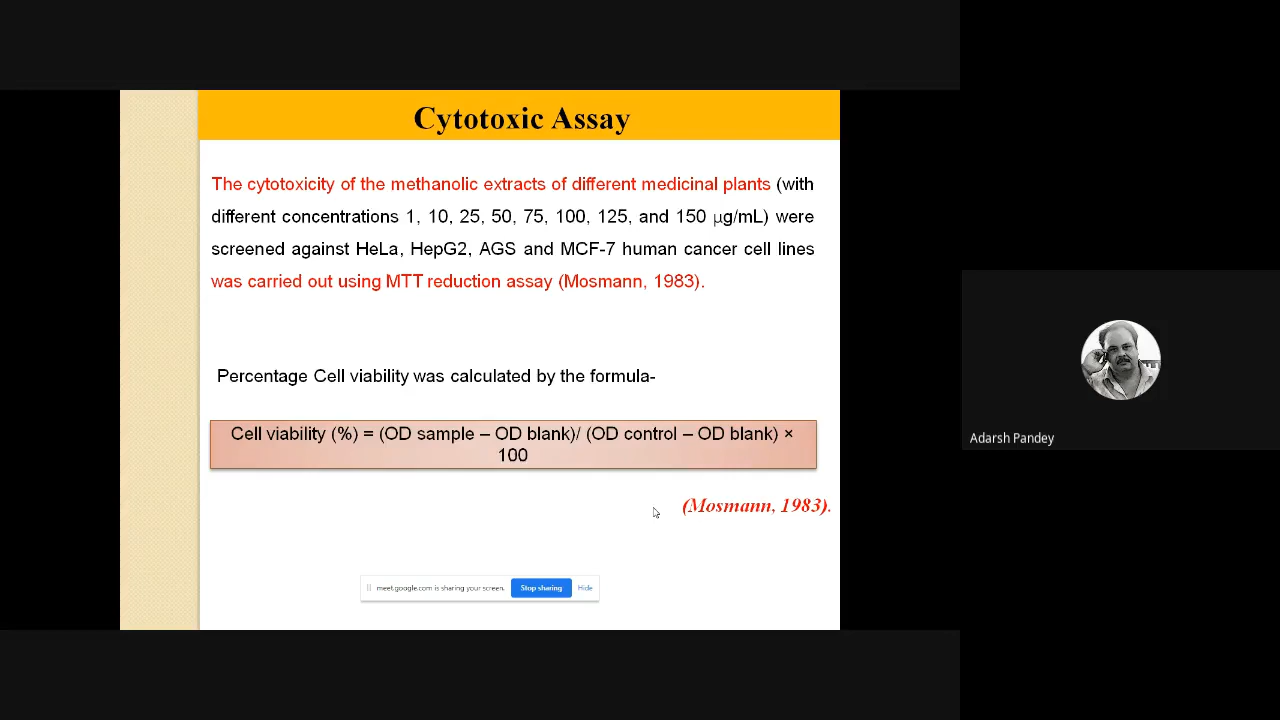 Cytotoxic Assay
The cytotoxicity of the methanolic extracts of different medicinal plants (with
different concentrations 1, 10, 25, 50, 75, 100, 125, and 150 µg/mL) were
screened against HeLa, HepG2, AGS and MCF-7 human cancer cell lines
was carried out using MTT reduction assay (Mosmann, 1983).
Percentage Cell viability was calculated by the formula-
Cell viability (%) = (OD sample – OD blank)/ (OD control – OD blank) ×
100
(Mosmann, 1983).
meet.google.com is sharing your screen. Stop sharing Hide
Adarsh Pandey